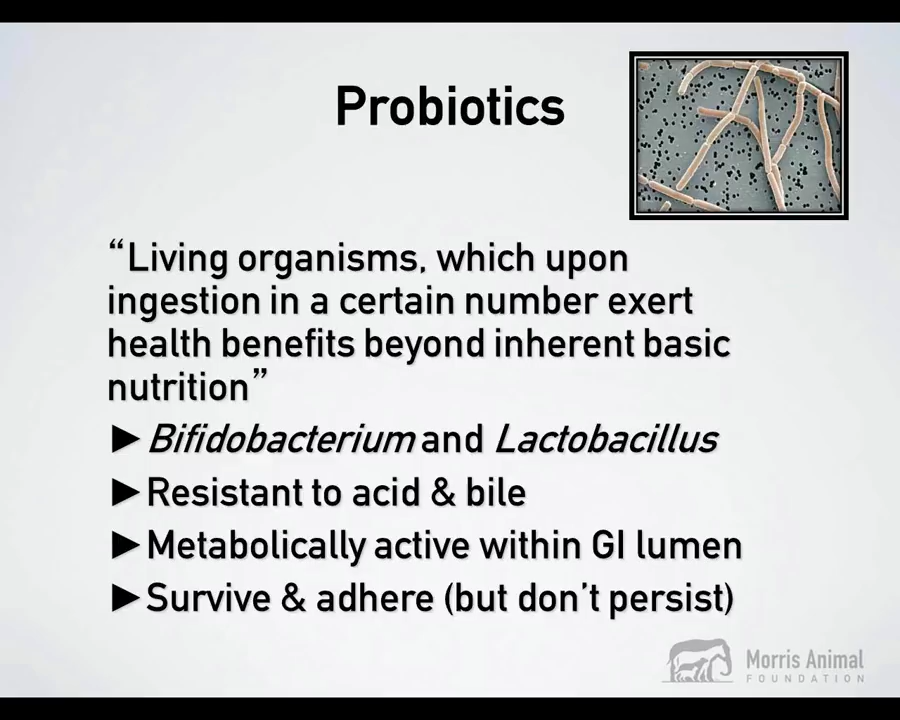 Probiotics
“Living organisms, which upon
ingestion in a certain number exert
health benefits beyond inherent basic
nutrition”
►Bifidobacterium and Lactobacillus
►Resistant to acid & bile
►Metabolically active within GI lumen
►Survive & adhere (but don’t persist)
Morris Animal
FOUNDATION